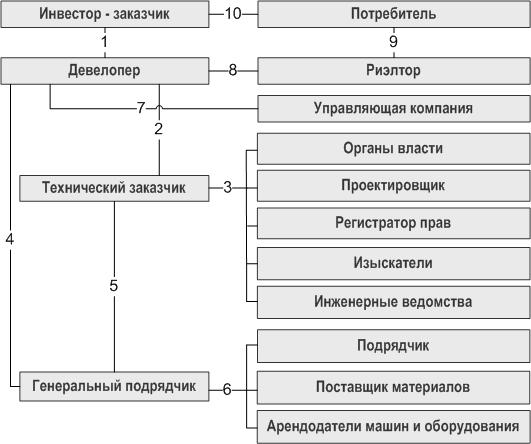 Инвестор - заказчик 10 Потребитель
1 9
Девелопер 8 Риэлтор
7 Управляющая компания
2
Органы власти
Технический заказчик 3 Проектировщик
Регистратор прав
4
Изыскатели
5
Инженерные ведомства
Подрядчик
Генеральный подрядчик 6 Поставщик материалов
Арендодатели машин и оборудования